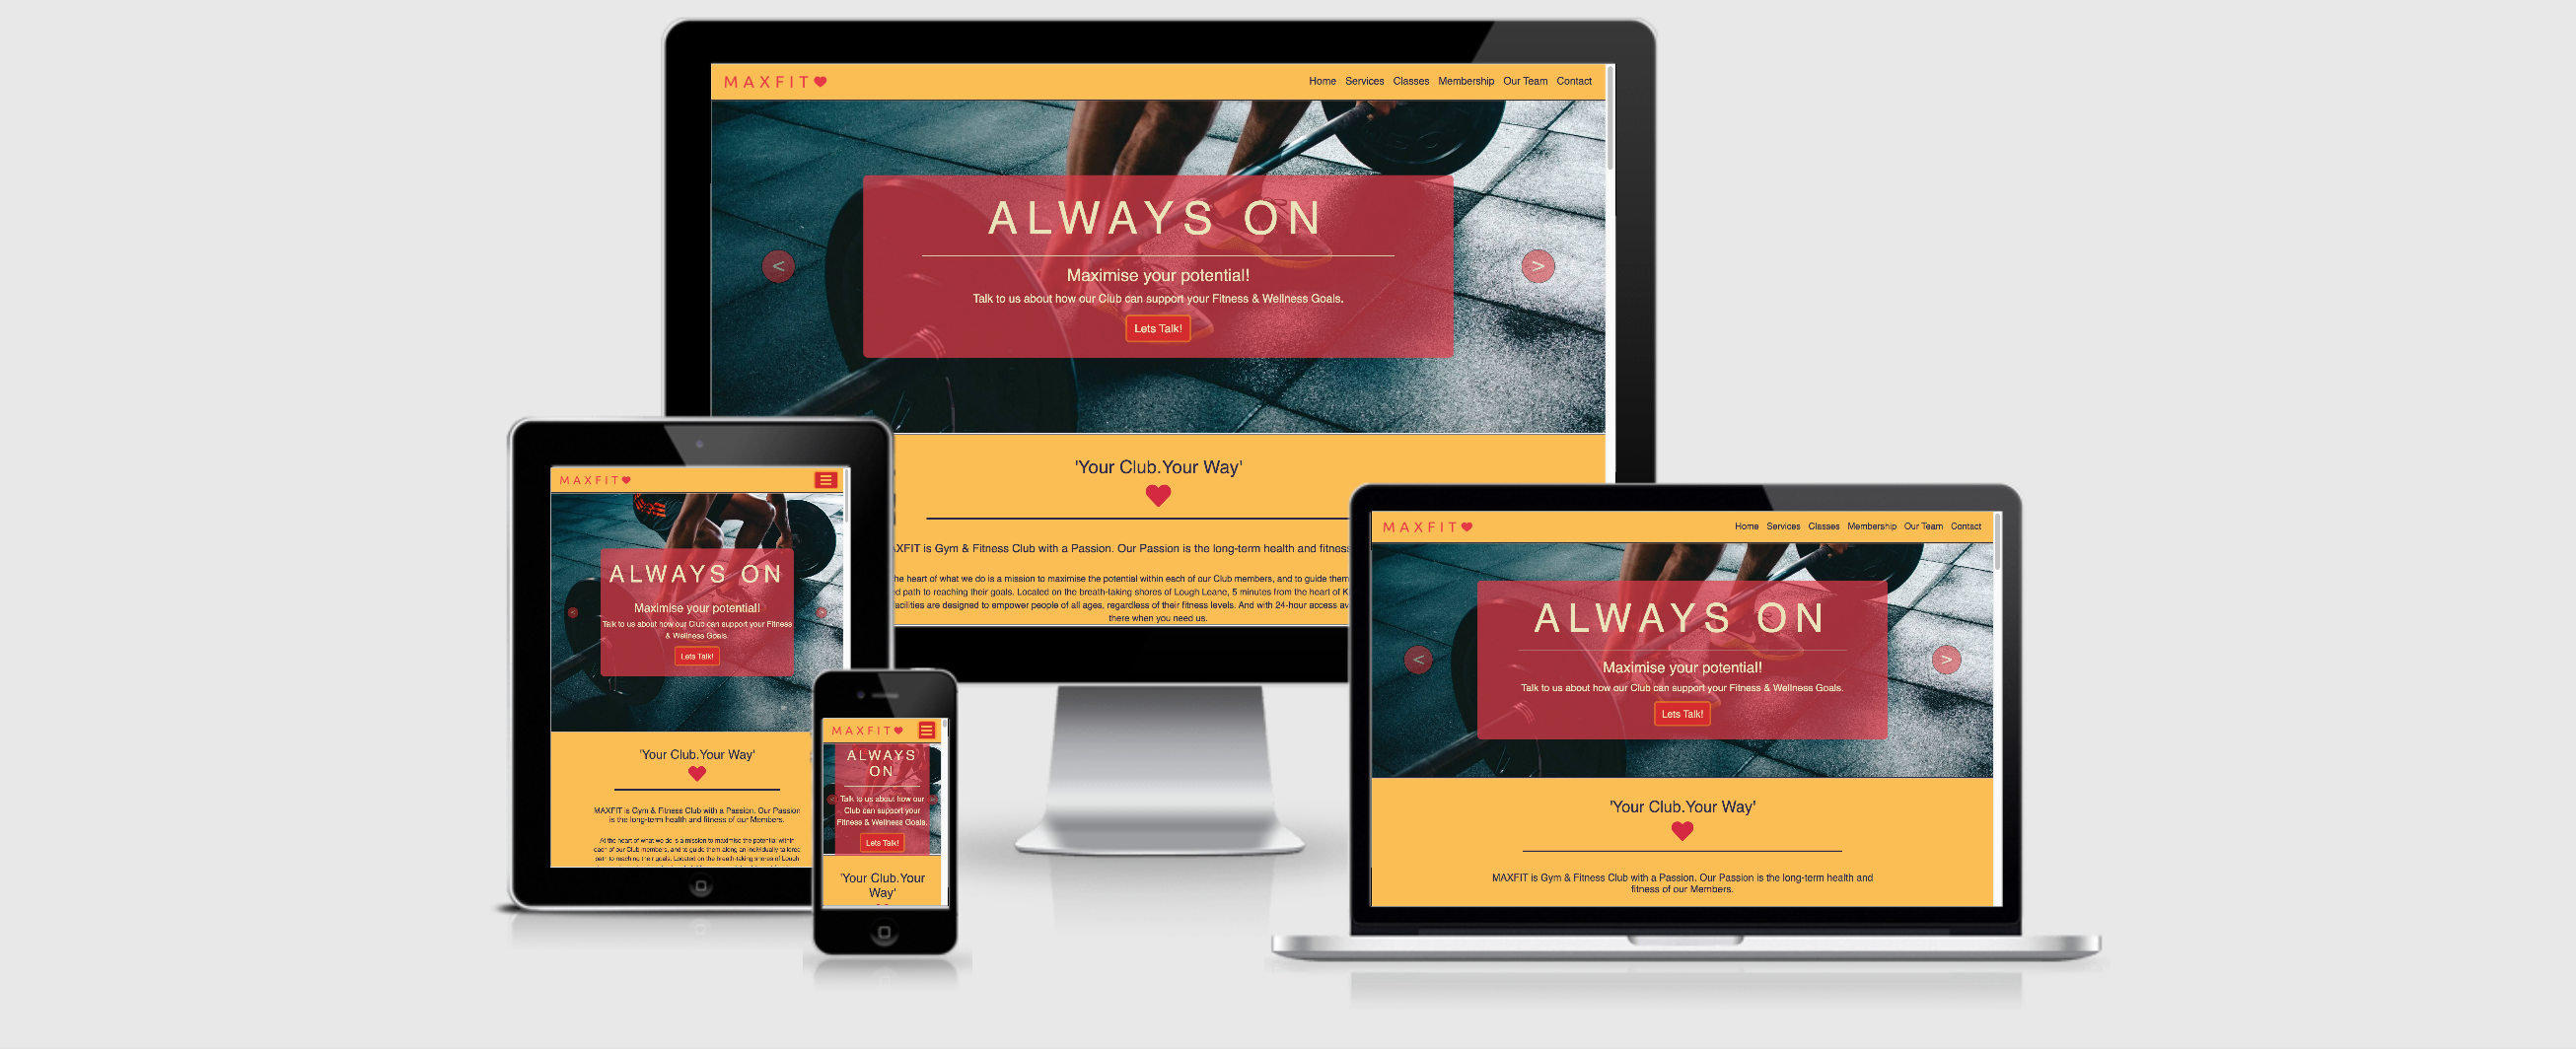 MAXFIT
Home Services Classes Membership Our Team Contact
ALWAYS ON
<
>
Maximise your potential!
Talk to us about how our Club can support your Fitness & Wellness Goals.
Lets Talk!
'Your Club.Your Way'
XFIT is Gym & Fitness Club with a Passion. Our Passion is the long-term health and fitness
he heart of what we do is a mission to maximise the potential within each of our Club members, and to guide them
d path to reaching their goals. Located on the breath-taking shores of Lough Leane, 5 minutes from the heart of K
acilities are designed to empower people of all ages, regardless of their fitness levels. And with 24-hour access av
there when you need us.
MAXFIT
ALWAYS ON
<
>
Maximise your potential!
Talk to us about how our Club can support your Fitness
& Wellness Goals.
Lets Talk!
'Your Club.Your Way'
MAXFIT is Gym & Fitness Club with a Passion. Our Passion
is the long-term health and fitness of our Members.
At the heart of what we do is a mission to maximise the potential within
each of our Club members, and to guide them along an individually tailored
path to reaching their goals. Located on the breath-taking shores of Lough
MAXFIT
ALWAYS
ON
<
>
Talk to us about how our
Club can support your
Fitness & Wellness Goals.
Lets Talk!
'Your Club.Your
Way'
MAXFIT
Home Services Classes Membership Our Team Contact
ALWAYS ON
<
>
Maximise your potential!
Talk to us about how our Club can support your Fitness & Wellness Goals.
Lets Talk!
'Your Club.Your Way'
MAXFIT is Gym & Fitness Club with a Passion. Our Passion is the long-term health and
fitness of our Members.